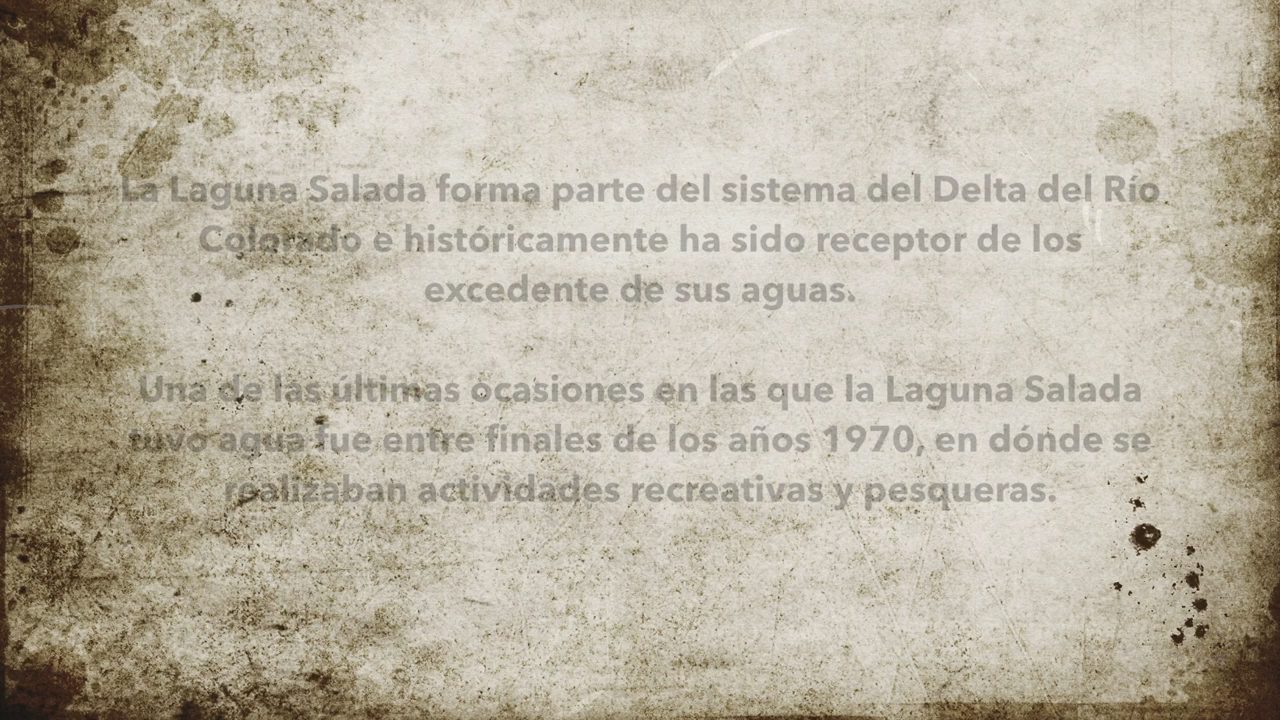 La Laguna Salada forma parte del sistema del Delta del Río
Colorado e históricamente ha sido receptor de los
excedente de sus aguas.
Una de las últimas ocasiones en las que la Laguna Salada
tuvo agua fue entre finales de los años 1970, en dónde se
realizaban actividades recreativas y pesqueras.